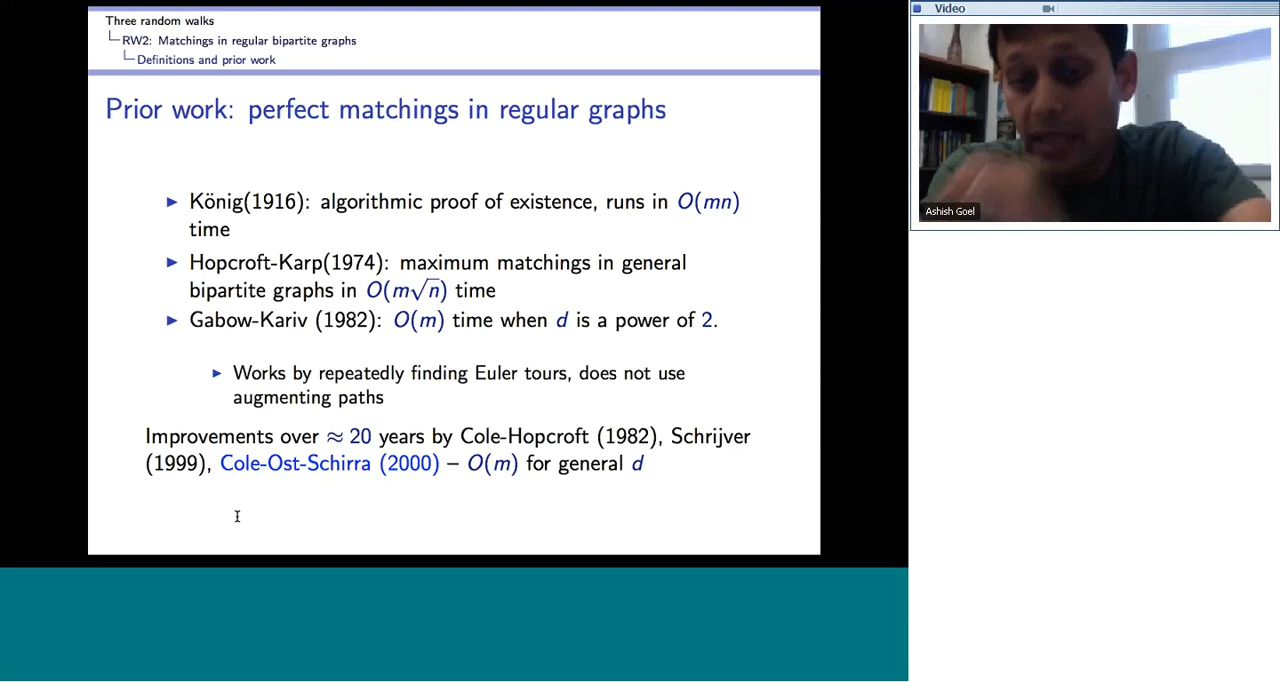 Three random walks
RW2: Matchings in regular bipartite graphs
Definitions and prior work
Prior work: perfect matchings in regular graphs
▶ König(1916): algorithmic proof of existence, runs in O(mn)
time
▶ Hopcroft-Karp(1974): maximum matchings in general
bipartite graphs in O(m√n) time
▶ Gabow-Kariv (1982): O(m) time when d is a power of 2.
▶ Works by repeatedly finding Euler tours, does not use
augmenting paths
Improvements over ≈ 20 years by Cole-Hopcroft (1982), Schrijver
(1999), Cole-Ost-Schirra (2000) – O(m) for general d
Video
Ashish Goel